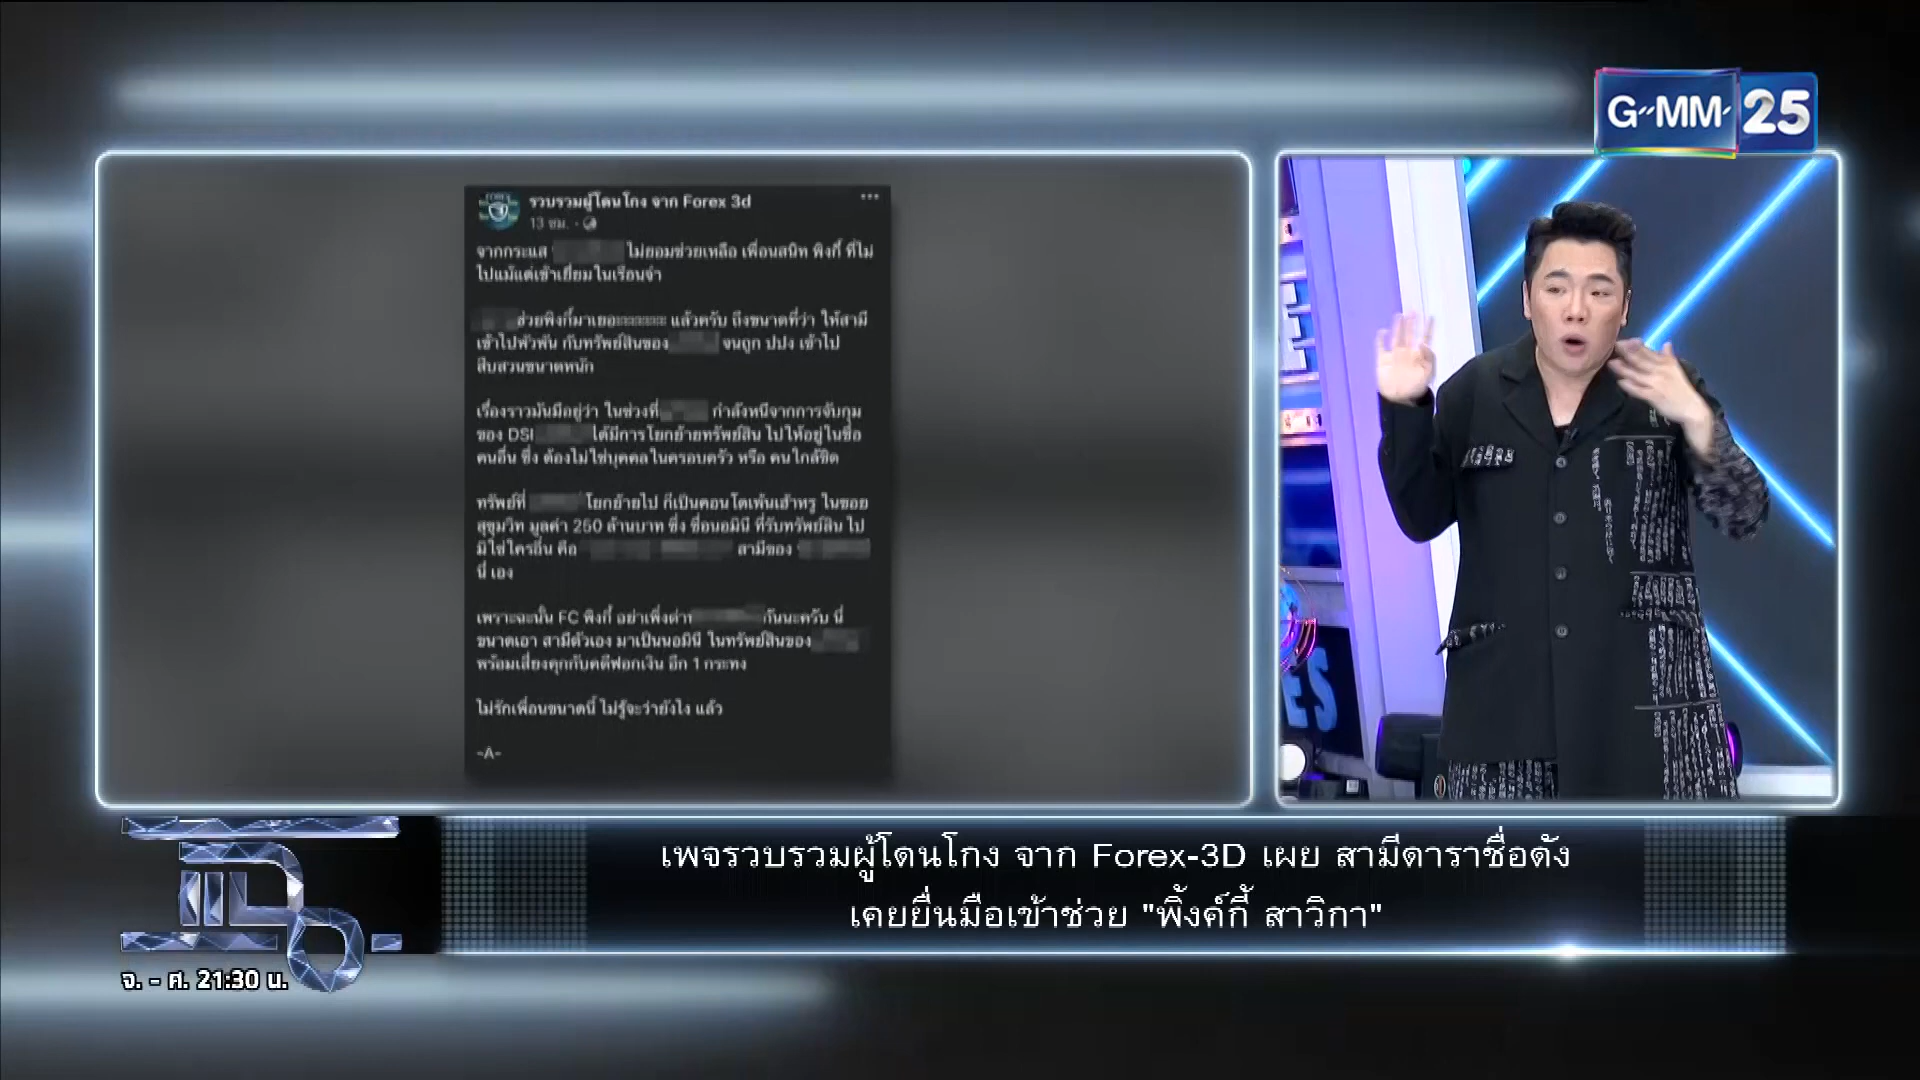 G MM 25
รวบรวมผู้โดนโกง จาก Forex 3d
13 ชม.
จากกระแส ไม่ยอมช่วยเหลือ เพื่อนสนิท พิงกี้ ที่ไม่
ไปแม้แต่เข้าเยี่ยมในเรือนจำ
ช่วยพิงกี้มาเยอะะะะะะะ แล้วครับ ถึงขนาดที่ว่า ให้สามี
เข้าไปพัวพัน กับทรัพย์สินของ จนถูก ปปง เข้าไป
สืบสวนขนาดหนัก
เรื่องราวมันมีอยู่ว่า ในช่วงที่ กำลังหนีจากการจับกุม
ของ DSI ได้มีการโยกย้ายทรัพย์สิน ไปให้อยู่ในชื่อ
คนอื่น ซึ่ง ต้องไม่ใช่บุคคลในครอบครัว หรือ คนใกล้ชิด
ทรัพย์ที่ โยกย้ายไป ก็เป็นคอนโดเพ้นเฮ้าหรู ในซอย
สุขุมวิท มูลค่า 250 ล้านบาท ซึ่ง ชื่อนอมินี ที่รับทรัพย์สิน ไป
มิใช่ใครอื่น คือ สามีของ
นี่ เอง
เพราะฉะนั้น FC พิงกี้ อย่าเพิ่งด่า กันนะครับ นี่
ขนาดเอา สามีตัวเอง มาเป็นนอมินี ในทรัพย์สินของ
พร้อมเสี่ยงคุกกับคดีฟอกเงิน อีก 1 กระทง
ไม่รักเพื่อนขนาดนี้ ไม่รู้จะว่ายังไง แล้ว
-A-
เพจรวบรวมผู้โดนโกง จาก Forex-3D เผย สามีดาราชื่อดัง
เคยยื่นมือเข้าช่วย "พิ้งค์กี้ สาวิกา"
จ. - ศ. 21:30 น.